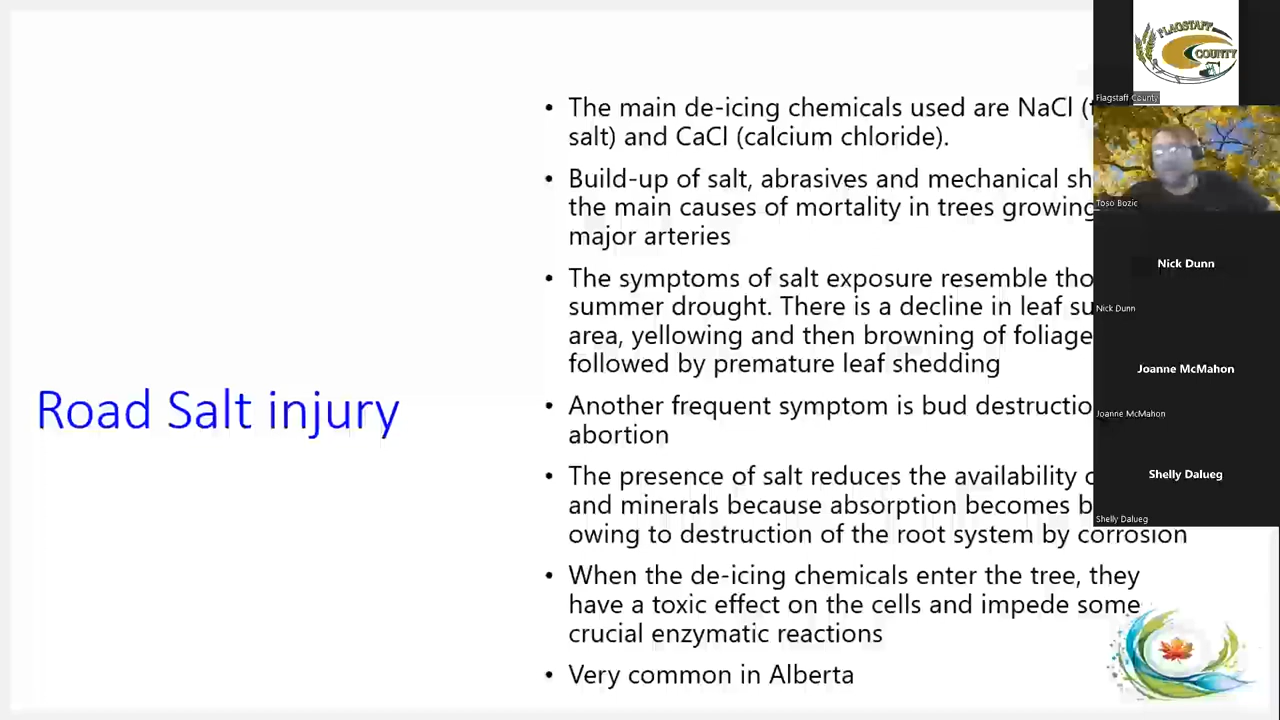 Road Salt injury
• The main de-icing chemicals used are NaCl (
salt) and CaCl (calcium chloride).
• Build-up of salt, abrasives and mechanical sh
the main causes of mortality in trees growing
major arteries
• The symptoms of salt exposure resemble tho
summer drought. There is a decline in leaf su
area, yellowing and then browning of foliage
followed by premature leaf shedding
• Another frequent symptom is bud destructio
abortion
• The presence of salt reduces the availability
and minerals because absorption becomes b
owing to destruction of the root system by corrosion
• When the de-icing chemicals enter the tree, they
have a toxic effect on the cells and impede some
crucial enzymatic reactions
• Very common in Alberta
FLAGSTAFF
COUNTY
Flagstaff County
Toso Bozic
Nick Dunn
Nick Dunn
Joanne McMahon
Joanne McMahon
Shelly Dalueg
Shelly Dalueg